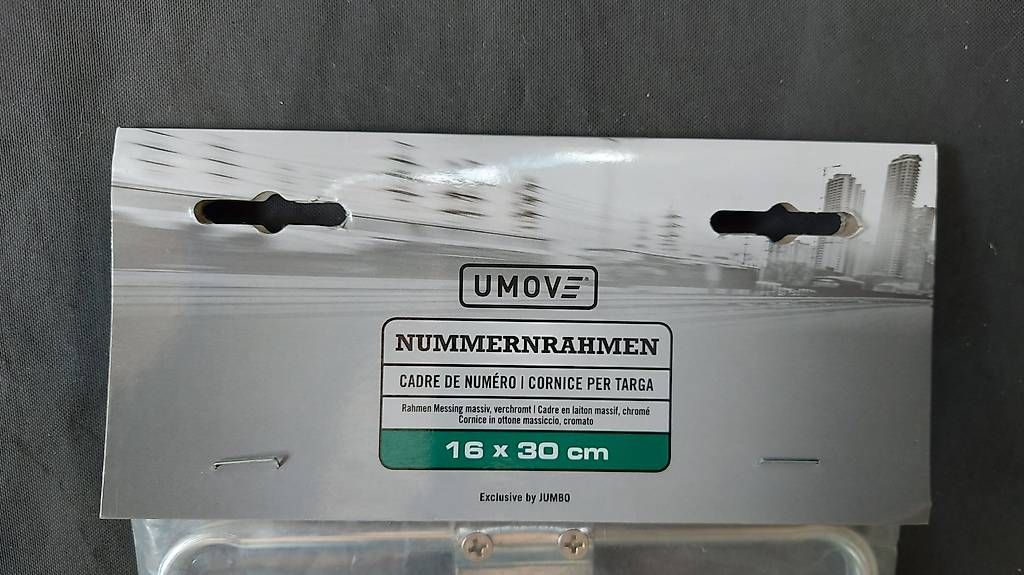 UMOVE
NUMMERNRAHMEN
CADRE DE NUMÉRO | CORNICE PER TARGA
Rahmen Messing massiv, verchromt | Cadre en laiton massif, chromé
Cornice in ottone massiccio, cromato
16 x 30 cm
Exclusive by JUMBO